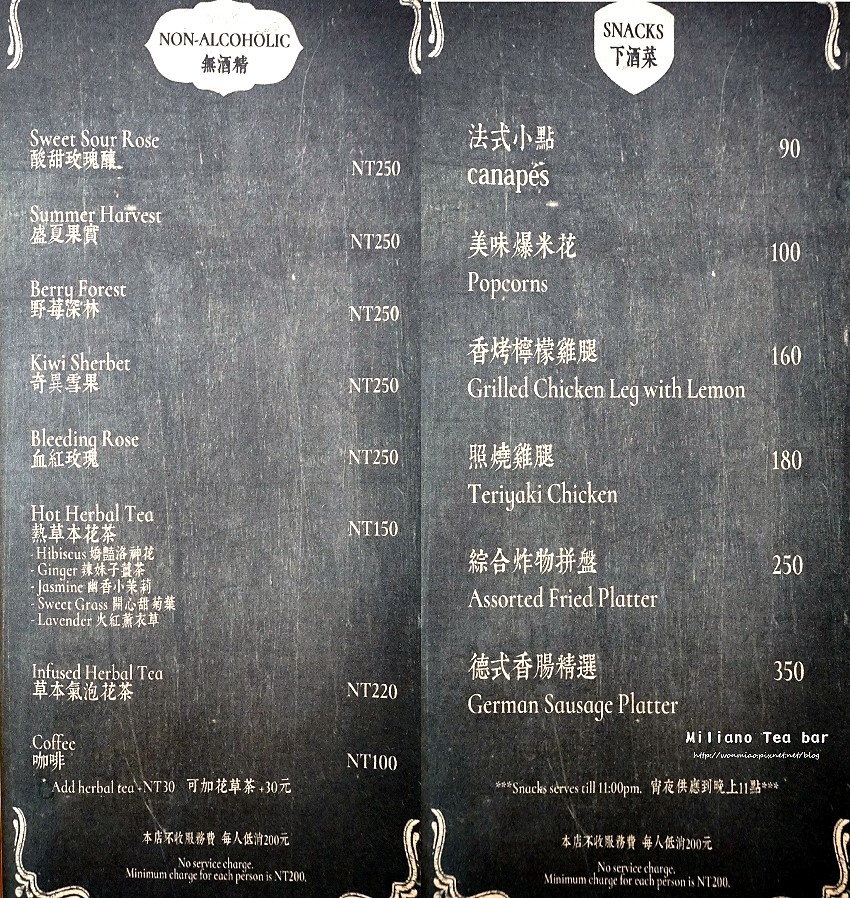 NON-ALCOHOLIC
無酒精
Sweet Sour Rose
酸甜玫瑰釀
NT250
Summer Harvest
盛夏果實
NT250
Berry Forest
野莓深林
NT250
Kiwi Sherbet
奇異雪果
NT250
Bleeding Rose
血紅玫瑰
NT250
Hot Herbal Tea
熱草本花茶
NT150
- Hibiscus 嬌豔洛神花
- Ginger 辣妹子薑茶
- Jasmine 幽香小茉莉
- Sweet Grass 開心甜菊葉
- Lavender 火紅薰衣草
Infused Herbal Tea
草本氣泡花茶
NT220
Coffee
咖啡
NT100
* Add herbal tea +NT30 可加花草茶 +30元
本店不收服務費 每人低消200元
No service charge.
Minimum charge for each person is NT200.
SNACKS
下酒菜
法式小點 90
canapés
美味爆米花 100
Popcorns
香烤檸檬雞腿 160
Grilled Chicken Leg with Lemon
照燒雞腿 180
Teriyaki Chicken
綜合炸物拼盤 250
Assorted Fried Platter
德式香腸精選 350
German Sausage Platter
Miliano Tea bar
http://wonmiao.pixnet.net/blog
***Snacks serves till 11:00pm. 宵夜供應到晚上11點***
本店不收服務費 每人低消200元
No service charge.
Minimum charge for each person is NT200.